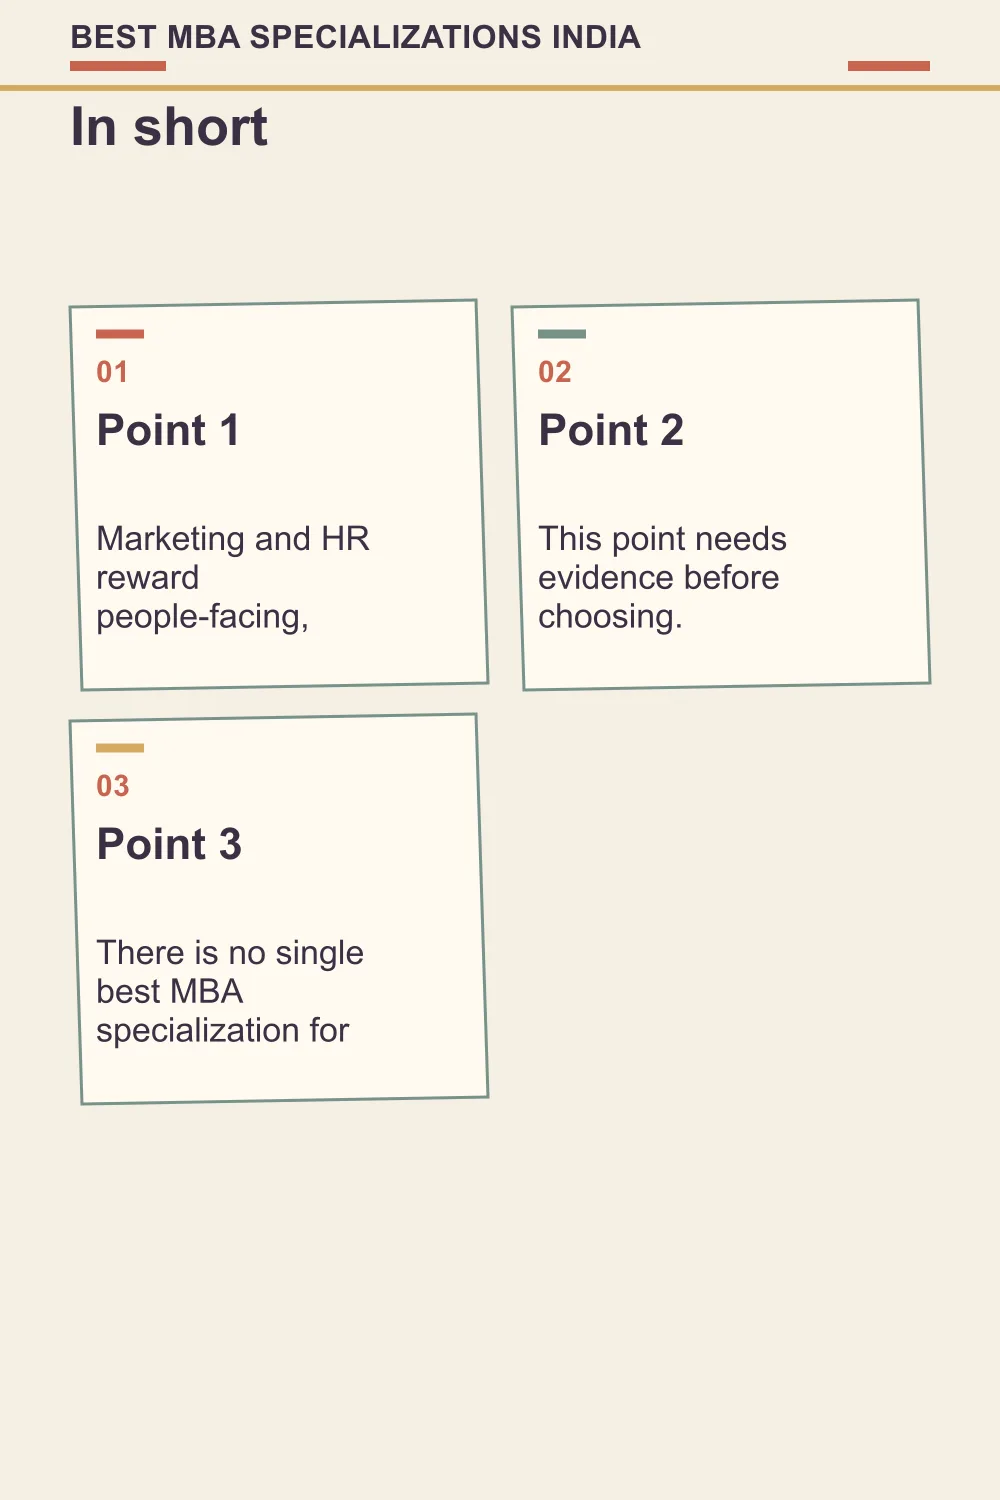 BEST MBA SPECIALIZATIONS INDIA
In short
01
Point 1
Marketing and HR
reward
people-facing,
02
Point 2
This point needs
evidence before
choosing.
03
Point 3
There is no single
best MBA
specialization for